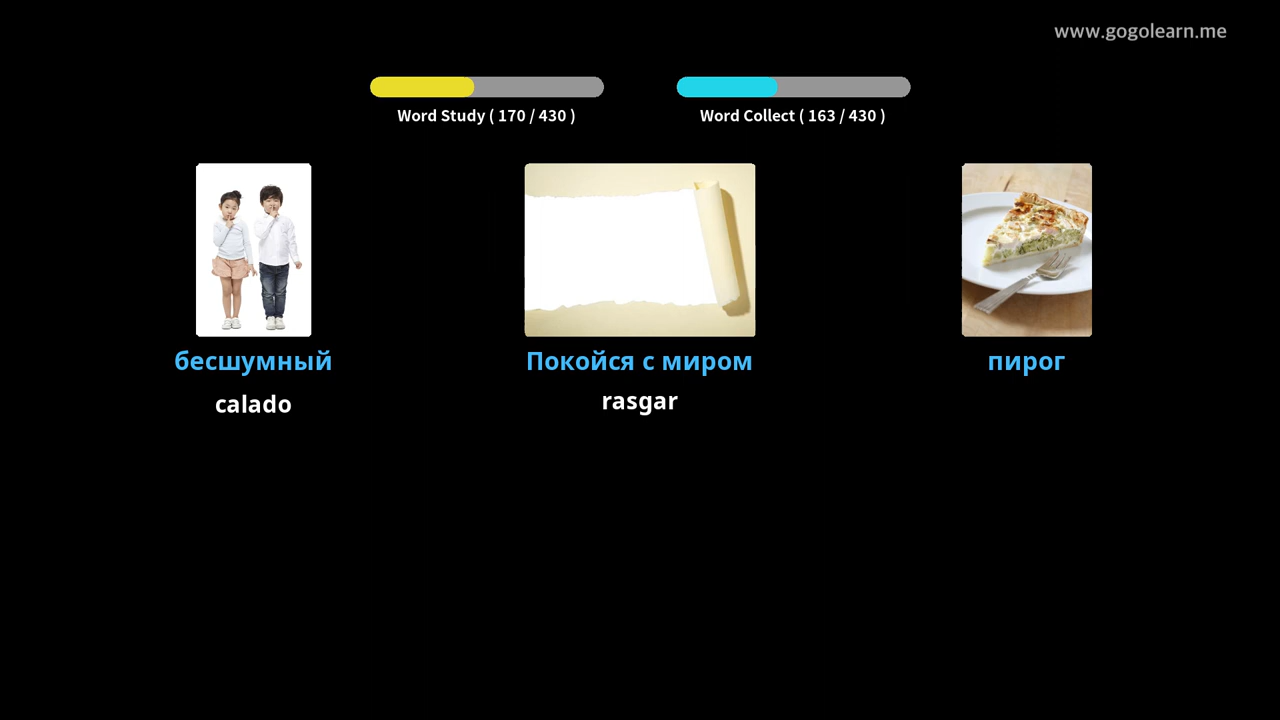 www.gogolearn.me
Word Study ( 170 / 430 )
Word Collect ( 163 / 430 )
бесшумный
calado
Покойся с миром
rasgar
пирог